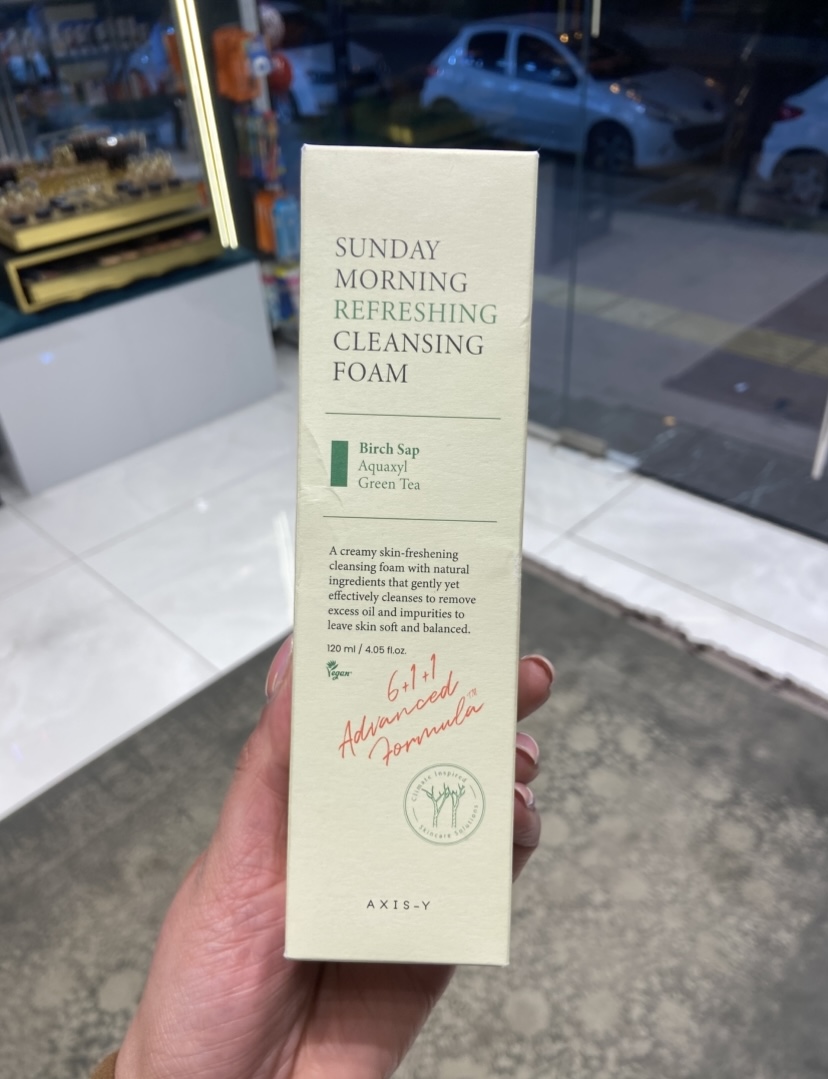 SUNDAY
MORNING
REFRESHING
CLEANSING
FOAM
Birch Sap
Aquaxyl
Green Tea
A creamy skin-freshening
cleansing foam with natural
ingredients that gently yet
effectively cleanses to remove
excess oil and impurities to
leave skin soft and balanced.
120 ml / 4.05 fl.oz.
Vegan
6+1+1
Advanced
Formula™
Climate Inspired
Skincare Solutions
AXIS-Y